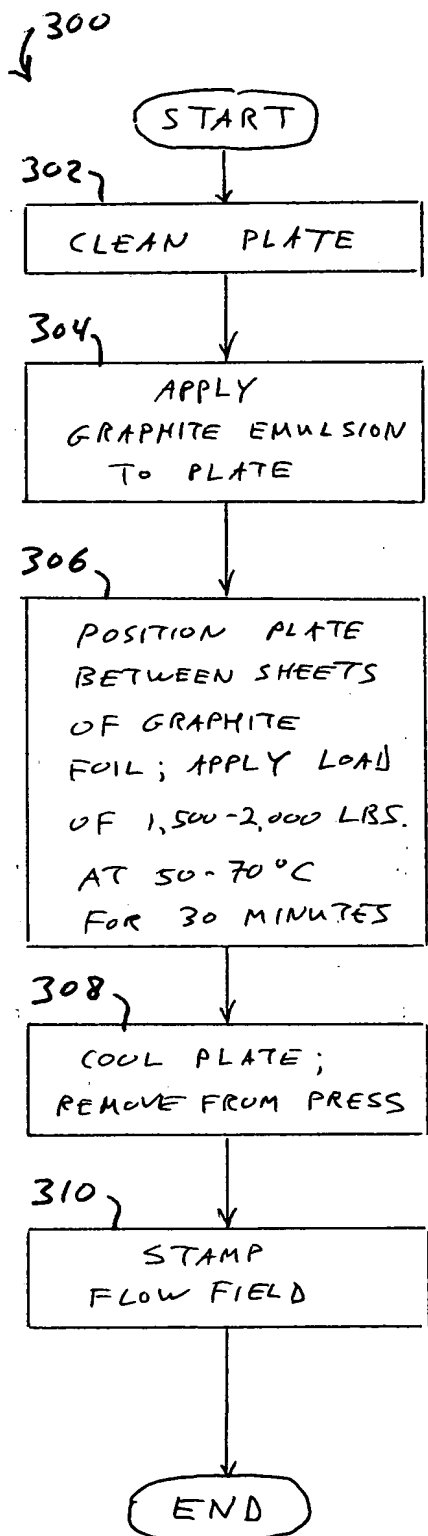 300
START
302
CLEAN PLATE
304
APPLY
GRAPHITE EMULSION
TO PLATE
306
POSITION PLATE
BETWEEN SHEETS
OF GRAPHITE
FOIL; APPLY LOAD
OF 1,500-2,000 LBS.
AT 50-70°C
FOR 30 MINUTES
308
COOL PLATE;
REMOVE FROM PRESS
310
STAMP
FLOW FIELD
END